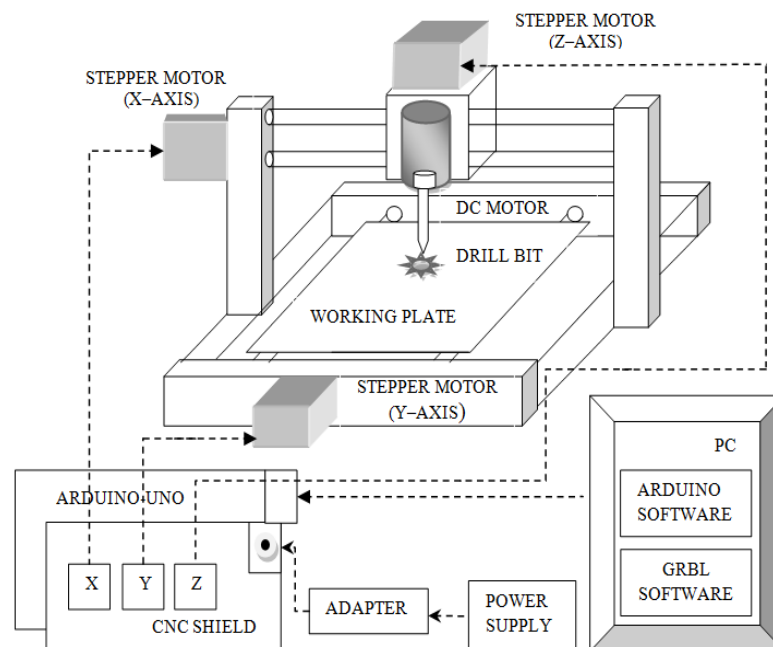 STEPPER MOTOR
(Z–AXIS)
STEPPER MOTOR
(X–AXIS)
DC MOTOR
DRILL BIT
WORKING PLATE
STEPPER MOTOR
(Y–AXIS)
PC
ARDUINO UNO
ARDUINO
SOFTWARE
X
Y
Z
GRBL
SOFTWARE
CNC SHIELD
ADAPTER
POWER
SUPPLY